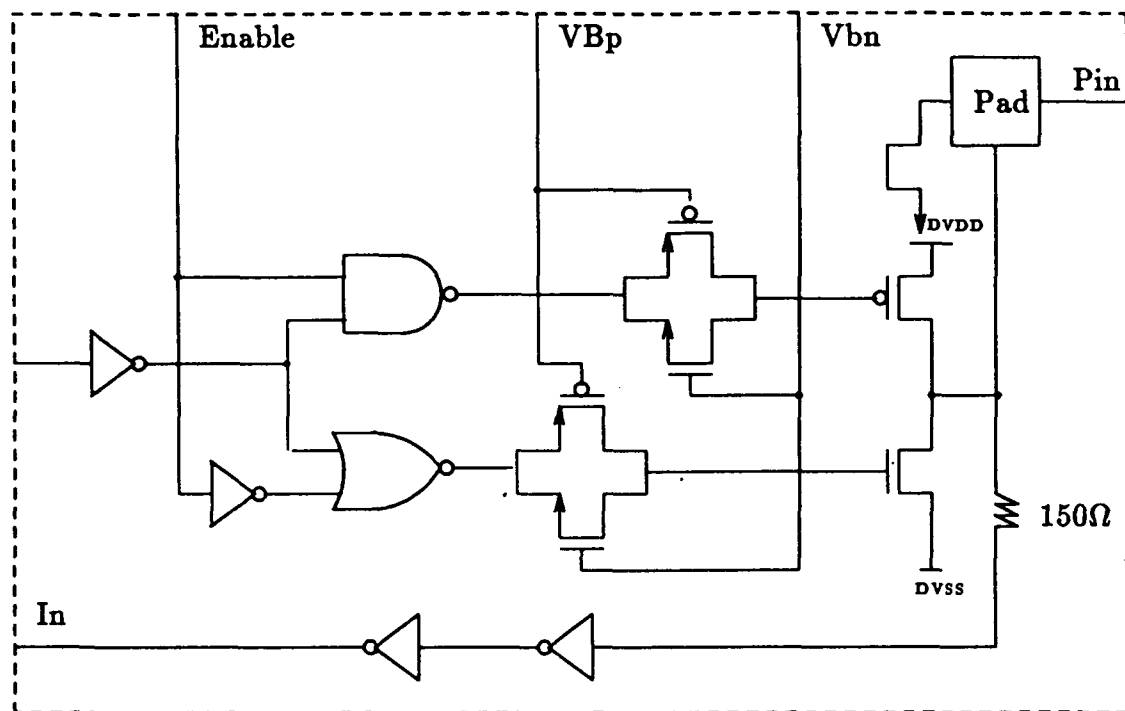 Enable
VBp
Vbn
Pad
Pin
DVDD
150Ω
DVSS
In